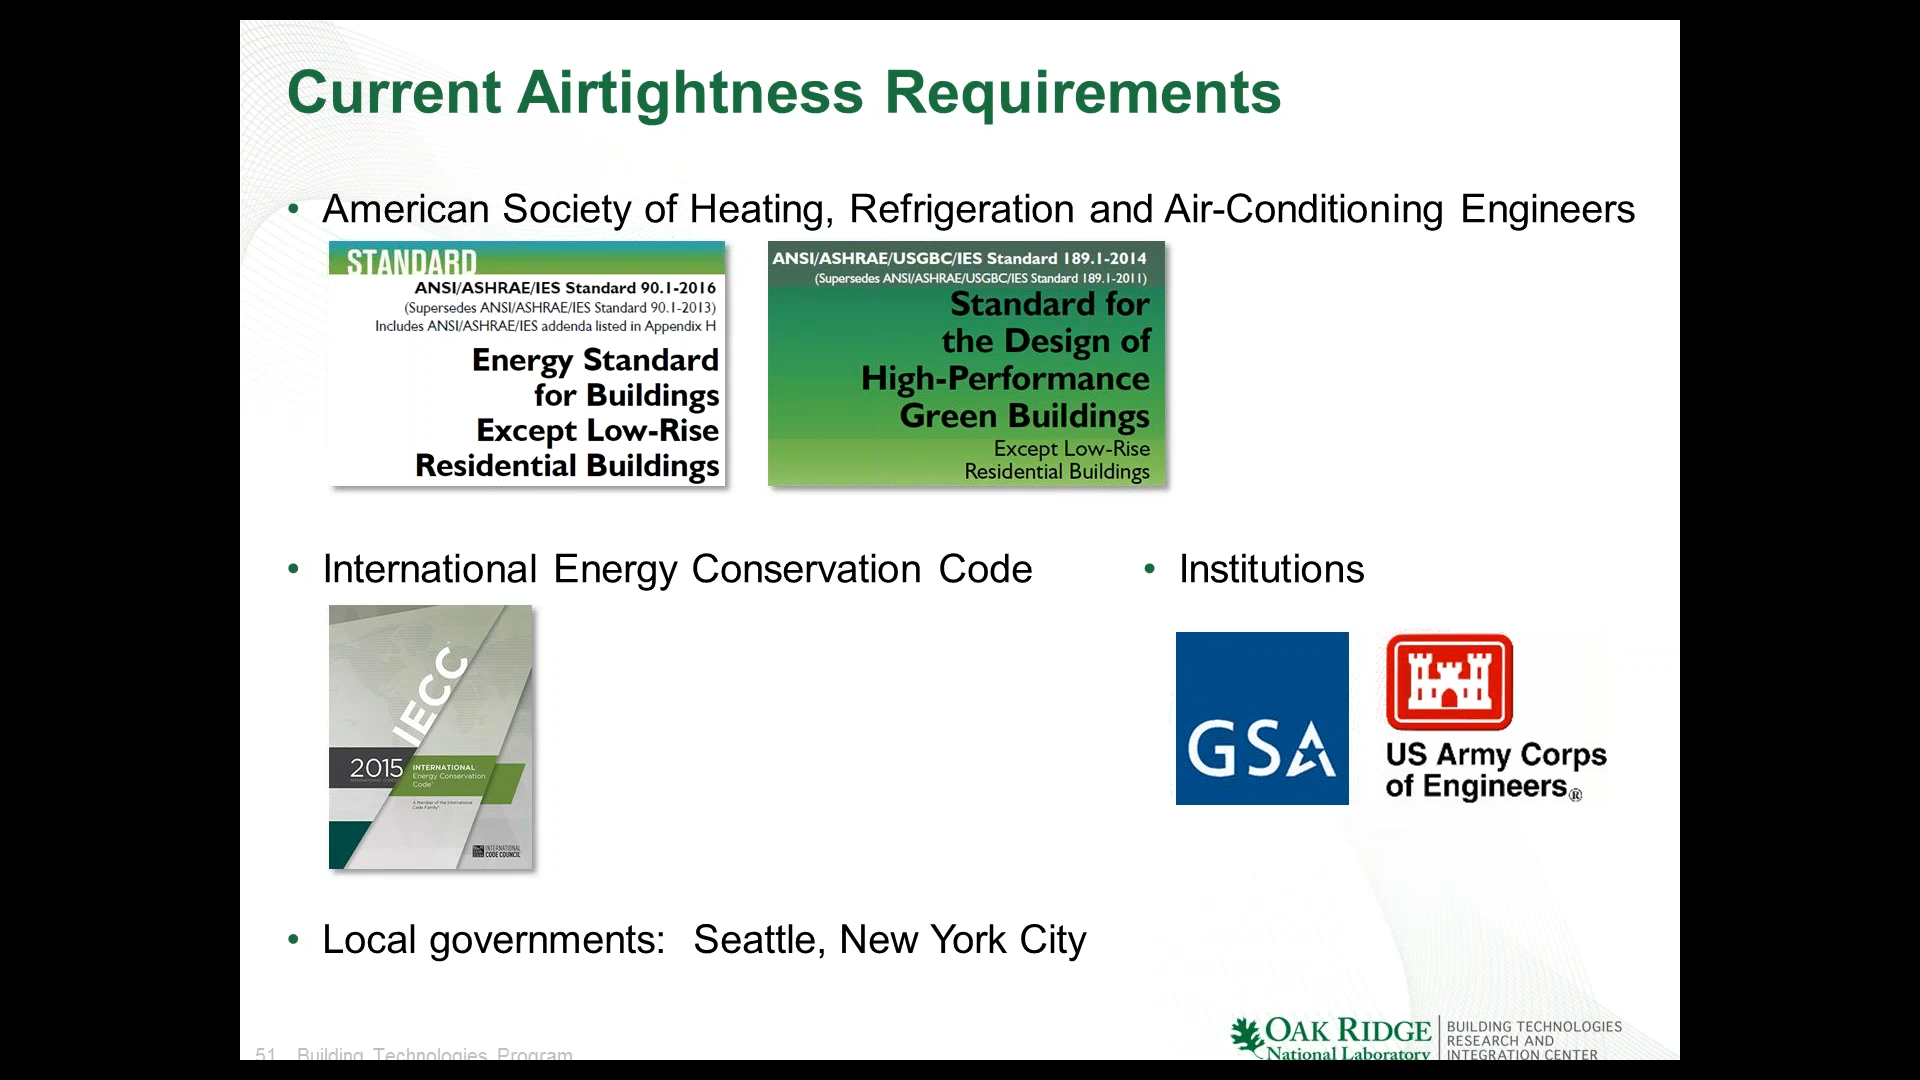 Current Airtightness Requirements
• American Society of Heating, Refrigeration and Air-Conditioning Engineers
STANDARD
ANSI/ASHRAE/IES Standard 90.1-2016
(Supersedes ANSI/ASHRAE/IES Standard 90.1-2013)
Includes ANSI/ASHRAE/IES addenda listed in Appendix H
Energy Standard
for Buildings
Except Low-Rise
Residential Buildings
ANSI/ASHRAE/USGBC/IES Standard 189.1-2014
(Supersedes ANSI/ASHRAE/USGBC/IES Standard 189.1-2011)
Standard for
the Design of
High-Performance
Green Buildings
Except Low-Rise
Residential Buildings
• International Energy Conservation Code
IECC
2015
INTERNATIONAL
Energy Conservation
Code
A Member of the International
Code Family
INTERNATIONAL
CODE COUNCIL
• Institutions
GSA
US Army Corps
of Engineers®
• Local governments: Seattle, New York City
51 Building Technologies Program
OAK RIDGE
National Laboratory
BUILDING TECHNOLOGIES
RESEARCH AND
INTEGRATION CENTER